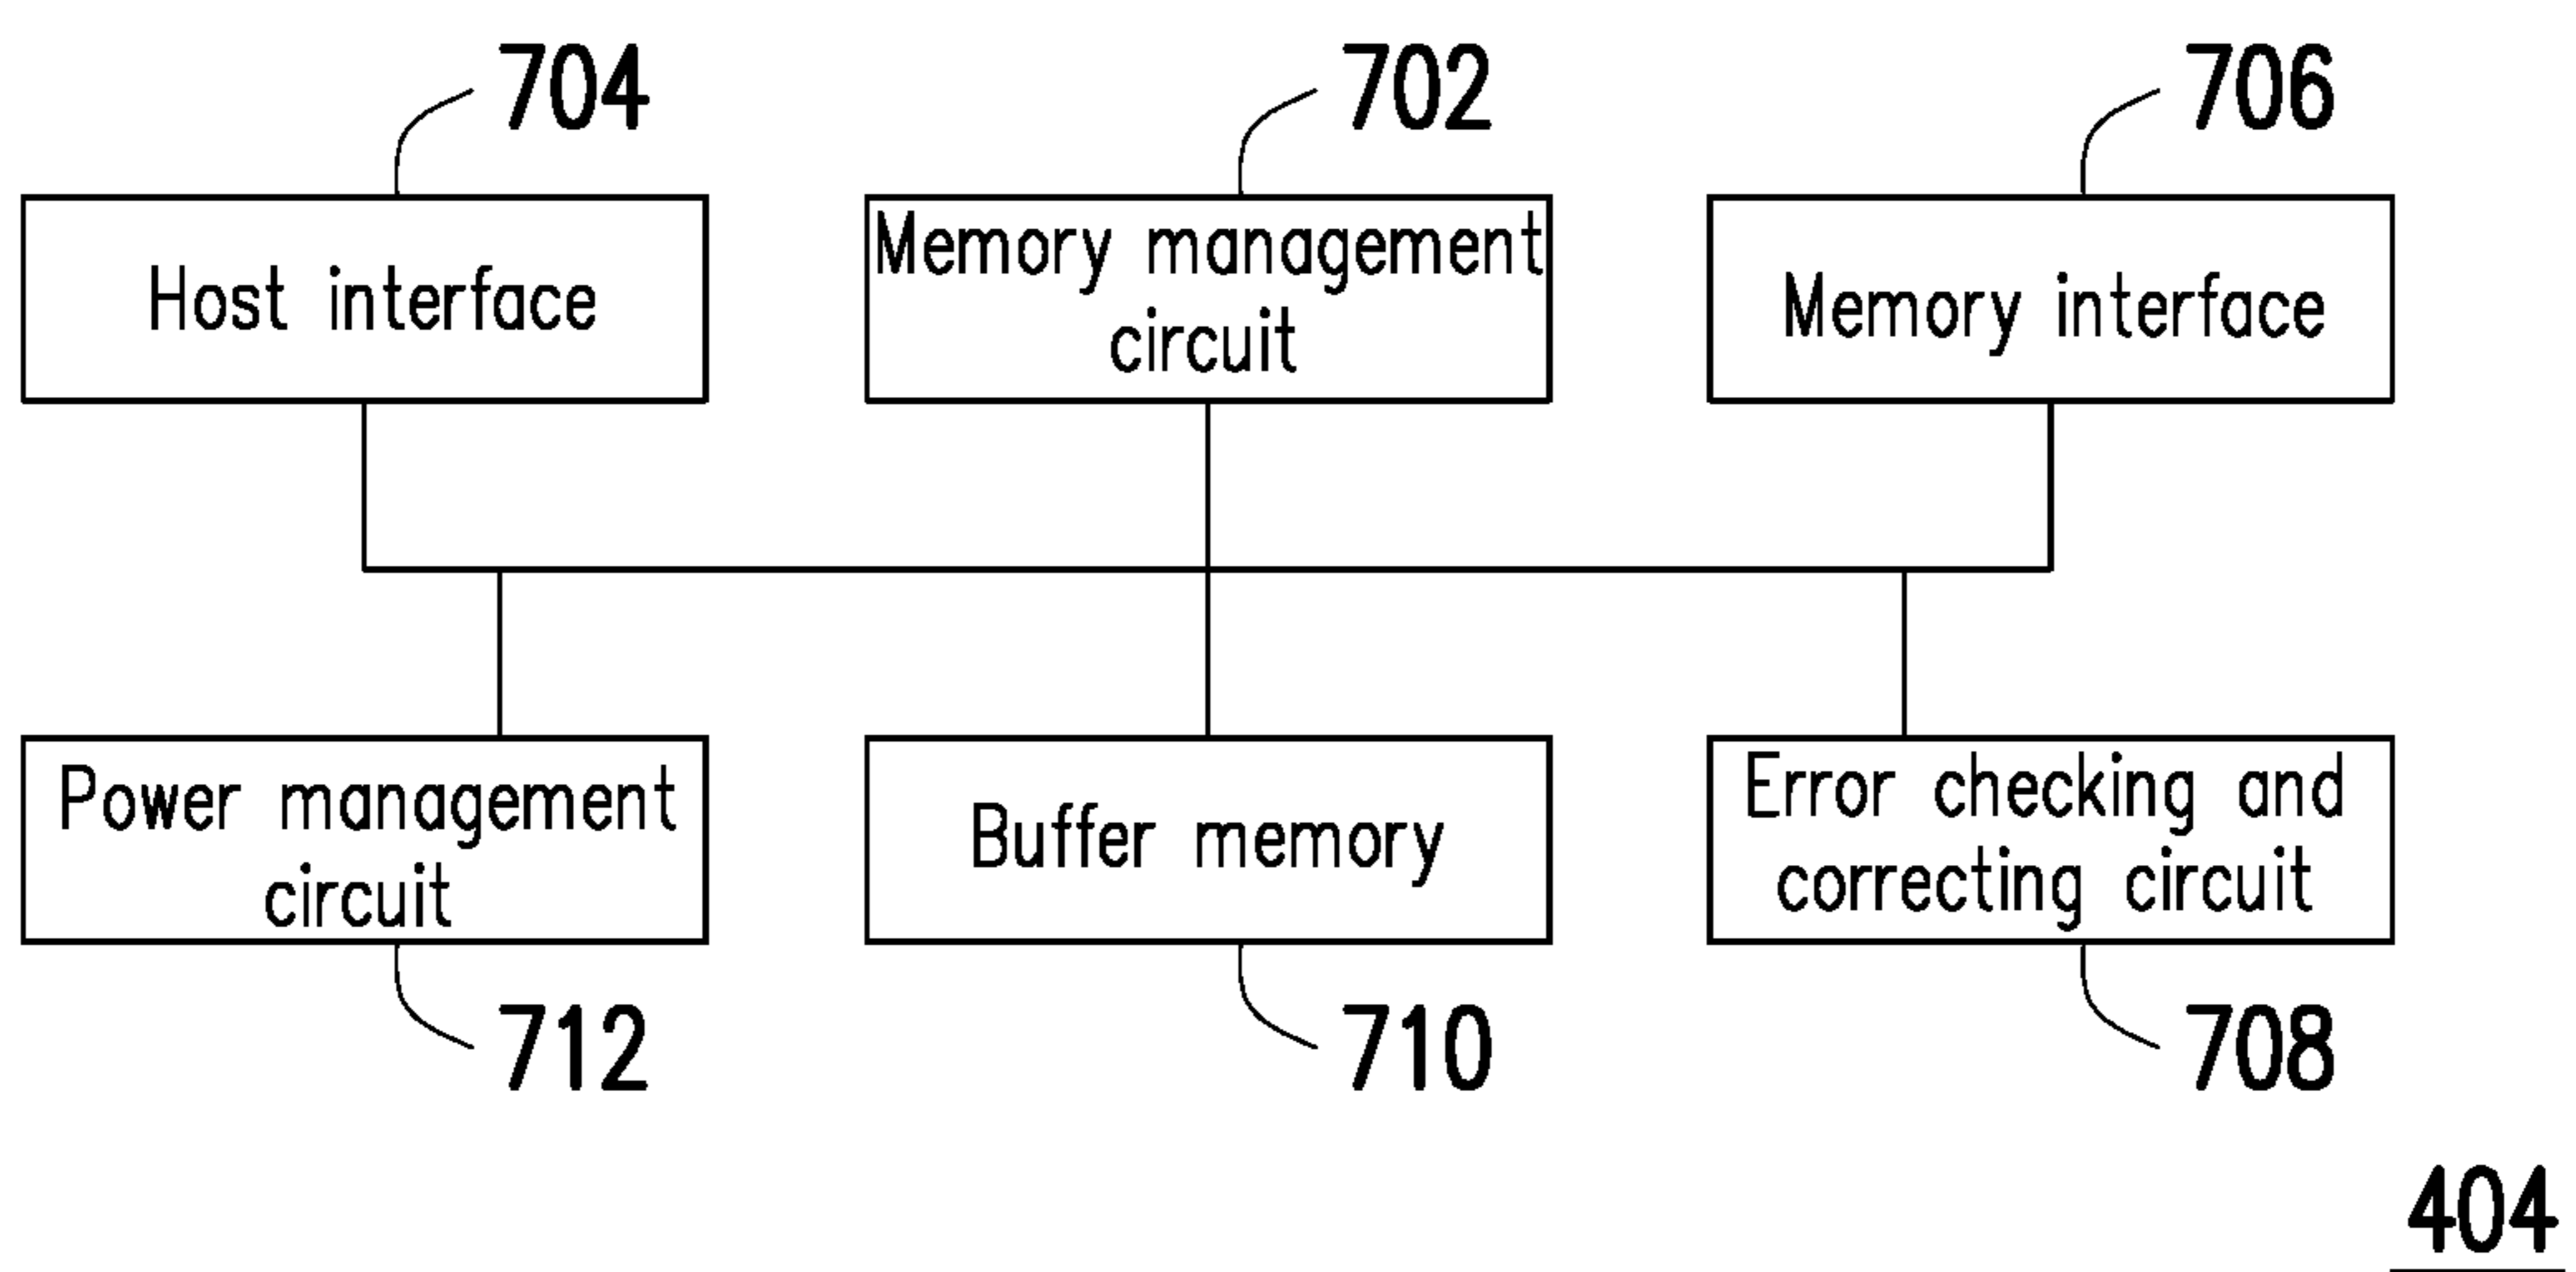 704
702
706
Host interface
Memory management
circuit
Memory interface
Power management
circuit
Buffer memory
Error checking and
correcting circuit
712
710
708
404